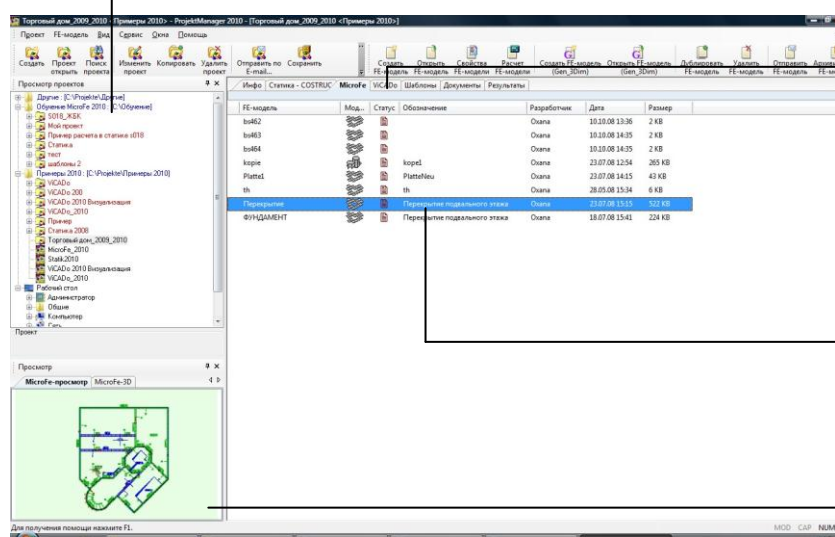 Торговый дом_2009_2010 - Примеры 2010> - ProjektManager 2010 - [Торговый дом_2009_2010 <Примеры 2010>]
Проект FE-модель Вид Сервис Окна Помощь
Создать Проект открыть Поиск проекта Изменить проект Копировать Удалить проект Отправить по E-mail... Сохранить Создать FE-модель Открыть FE-модель Свойства FE-модели Расчет FE-модели Создать FE-модель (Gen_3Dim) Открыть FE-модель (Gen_3Dim) Дублировать FE-модель Удалить FE-модель Отправить FE-модель
Просмотр проектов
Инфо Статика - COSTRUC MicroFe ViCADo Шаблоны Документы Результаты
Другие : [C:\Projekte\Другие]
Обучение MicroFe 2010 : [C:\Обучение]
S018_ЖБК
Мой проект
Пример расчета в статике s018
Статика
тест
шаблоны 2
Примеры 2010 : [C:\Projekte\Примеры 2010]
ViCADo
ViCADo 200
ViCADo 2010 Визуализация
ViCADo_2010
Пример
Статика 2008
Торговый дом_2009_2010
MicroFe_2010
Statik2010
ViCADo 2010 Визуализация
ViCADo_2010
Рабочий стол
Администратор
Общие
Компьютер
Сеть
FE-модель Мод... Статус Обозначение Разработчик Дата Размер
bs462 Oxana 10.10.08 13:36 2 KB
bs463 Oxana 10.10.08 14:35 2 KB
bs464 Oxana 10.10.08 14:35 2 KB
kopie kope1 Oxana 23.07.08 12:54 265 KB
Platte1 PlatteNeu Oxana 23.07.08 14:15 43 KB
th th Oxana 28.05.08 15:34 6 KB
Перекрытие Перекрытие подвального этажа Oxana 23.07.08 15:15 522 KB
ФУНДАМЕНТ Перекрытие подвального этажа Oxana 18.07.08 15:41 224 KB
Проект
Просмотр
MicroFe-просмотр MicroFe-3D
Для получения помощи нажмите F1.
MOD CAP NUM